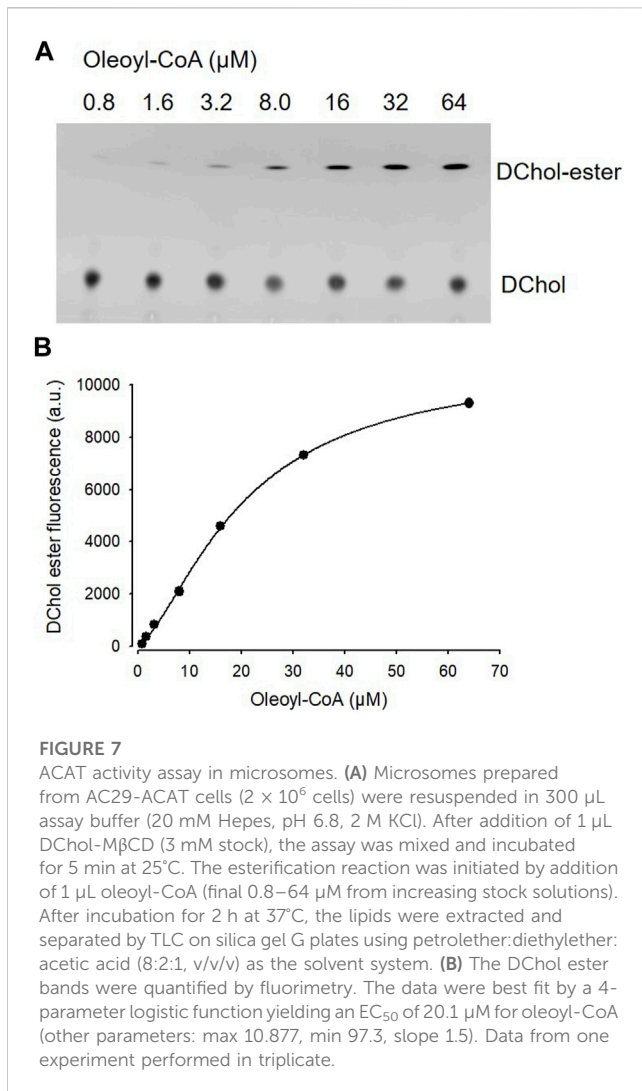 A
Oleoyl-CoA (µM)
0.8 1.6 3.2 8.0 16 32 64
DChol-ester
DChol
B
10000
8000
6000
4000
2000
0
DChol ester fluorescence (a.u.)
0 10 20 30 40 50 60 70
Oleoyl-CoA (µM)
FIGURE 7
ACAT activity assay in microsomes. (A) Microsomes prepared
from AC29-ACAT cells (2 × 10⁶ cells) were resuspended in 300 µL
assay buffer (20 mM Hepes, pH 6.8, 2 M KCl). After addition of 1 µL
DChol-MβCD (3 mM stock), the assay was mixed and incubated
for 5 min at 25°C. The esterification reaction was initiated by addition
of 1 µL oleoyl-CoA (final 0.8–64 µM from increasing stock solutions).
After incubation for 2 h at 37°C, the lipids were extracted and
separated by TLC on silica gel G plates using petrolether:diethylether:
acetic acid (8:2:1, v/v/v) as the solvent system. (B) The DChol ester
bands were quantified by fluorimetry. The data were best fit by a 4-
parameter logistic function yielding an EC₅₀ of 20.1 µM for oleoyl-CoA
(other parameters: max 10.877, min 97.3, slope 1.5). Data from one
experiment performed in triplicate.